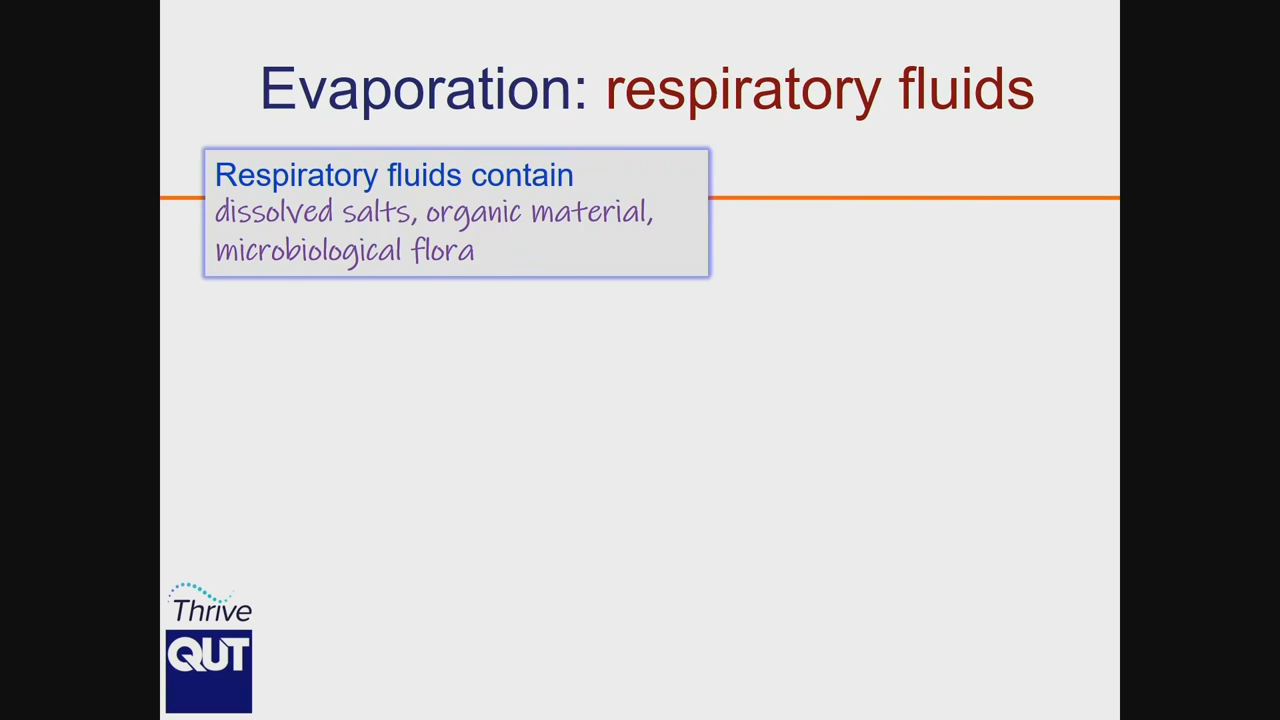 Evaporation: respiratory fluids
Respiratory fluids contain
dissolved salts, organic material,
microbiological flora
Thrive
QUT